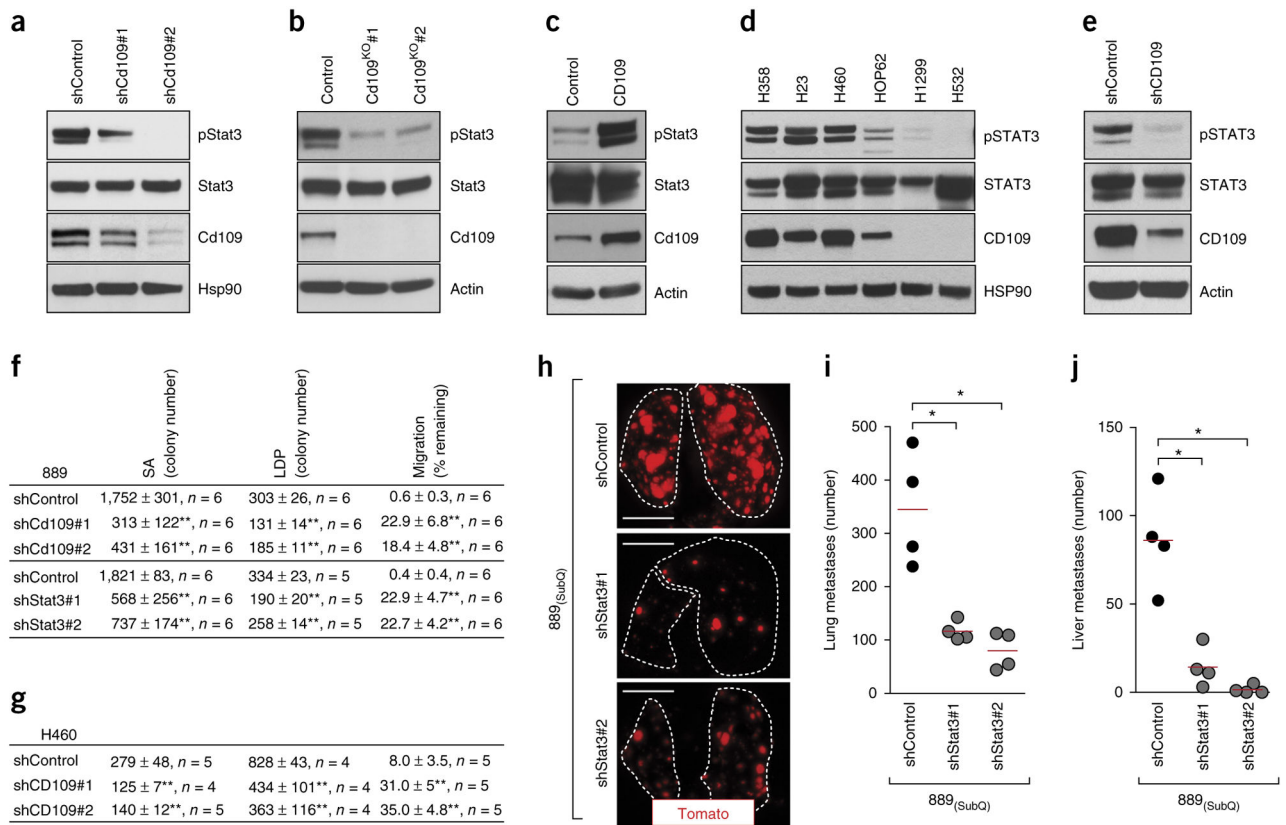 a
shControl
shCd109#1
shCd109#2
pStat3
Stat3
Cd109
Hsp90
b
Control
Cd109KO#1
Cd109KO#2
pStat3
Stat3
Cd109
Actin
c
Control
CD109
pStat3
Stat3
Cd109
Actin
d
H358
H23
H460
HOP62
H1299
H532
pSTAT3
STAT3
CD109
HSP90
e
shControl
shCD109
pSTAT3
STAT3
CD109
Actin
f
889
SA (colony number)
LDP (colony number)
Migration (% remaining)
shControl 1,752 ± 301, n = 6 303 ± 26, n = 6 0.6 ± 0.3, n = 6
shCd109#1 313 ± 122**, n = 6 131 ± 14**, n = 6 22.9 ± 6.8**, n = 6
shCd109#2 431 ± 161**, n = 6 185 ± 11**, n = 6 18.4 ± 4.8**, n = 6
shControl 1,821 ± 83, n = 6 334 ± 23, n = 5 0.4 ± 0.4, n = 6
shStat3#1 568 ± 256**, n = 6 190 ± 20**, n = 5 22.9 ± 4.7**, n = 6
shStat3#2 737 ± 174**, n = 6 258 ± 14**, n = 5 22.7 ± 4.2**, n = 6
g
H460
shControl 279 ± 48, n = 5 828 ± 43, n = 4 8.0 ± 3.5, n = 5
shCD109#1 125 ± 7**, n = 4 434 ± 101**, n = 4 31.0 ± 5**, n = 5
shCD109#2 140 ± 12**, n = 5 363 ± 116**, n = 4 35.0 ± 4.8**, n = 5
h
889(SubQ)
shControl
shStat3#1
shStat3#2
Tomato
i
Lung metastases (number)
500
400
300
200
100
0
*
*
shControl
shStat3#1
shStat3#2
889(SubQ)
j
Liver metastases (number)
150
100
50
0
*
*
shControl
shStat3#1
shStat3#2
889(SubQ)